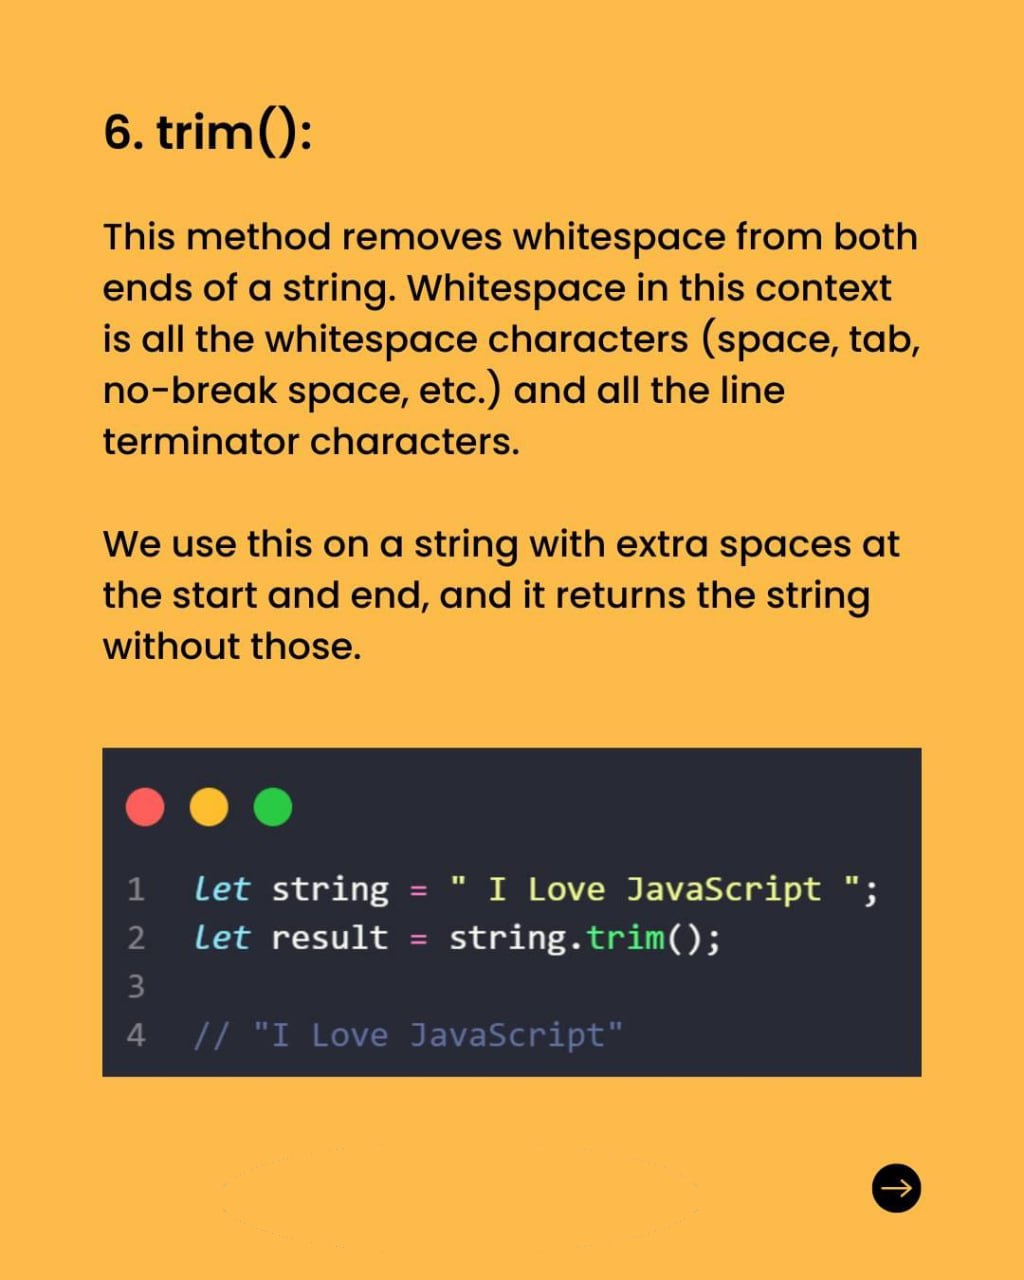 6. trim():
This method removes whitespace from both
ends of a string. Whitespace in this context
is all the whitespace characters (space, tab,
no-break space, etc.) and all the line
terminator characters.
We use this on a string with extra spaces at
the start and end, and it returns the string
without those.
1 let string = " I Love JavaScript ";
2 let result = string.trim();
3
4 // "I Love JavaScript"